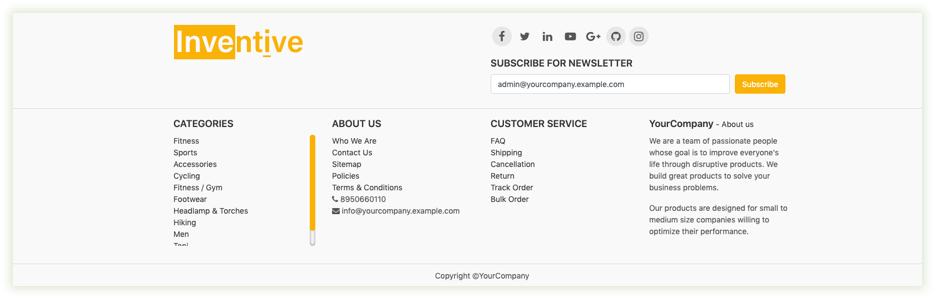 Inventive
SUBSCRIBE FOR NEWSLETTER
admin@yourcompany.example.com
Subscribe
CATEGORIES
Fitness
Sports
Accessories
Cycling
Fitness / Gym
Footwear
Headlamp & Torches
Hiking
Men
ABOUT US
Who We Are
Contact Us
Sitemap
Policies
Terms & Conditions
8950660110
info@yourcompany.example.com
CUSTOMER SERVICE
FAQ
Shipping
Cancellation
Return
Track Order
Bulk Order
YourCompany - About us
We are a team of passionate people
whose goal is to improve everyone's
life through disruptive products. We
build great products to solve your
business problems.
Our products are designed for small to
medium size companies willing to
optimize their performance.
Copyright ©YourCompany